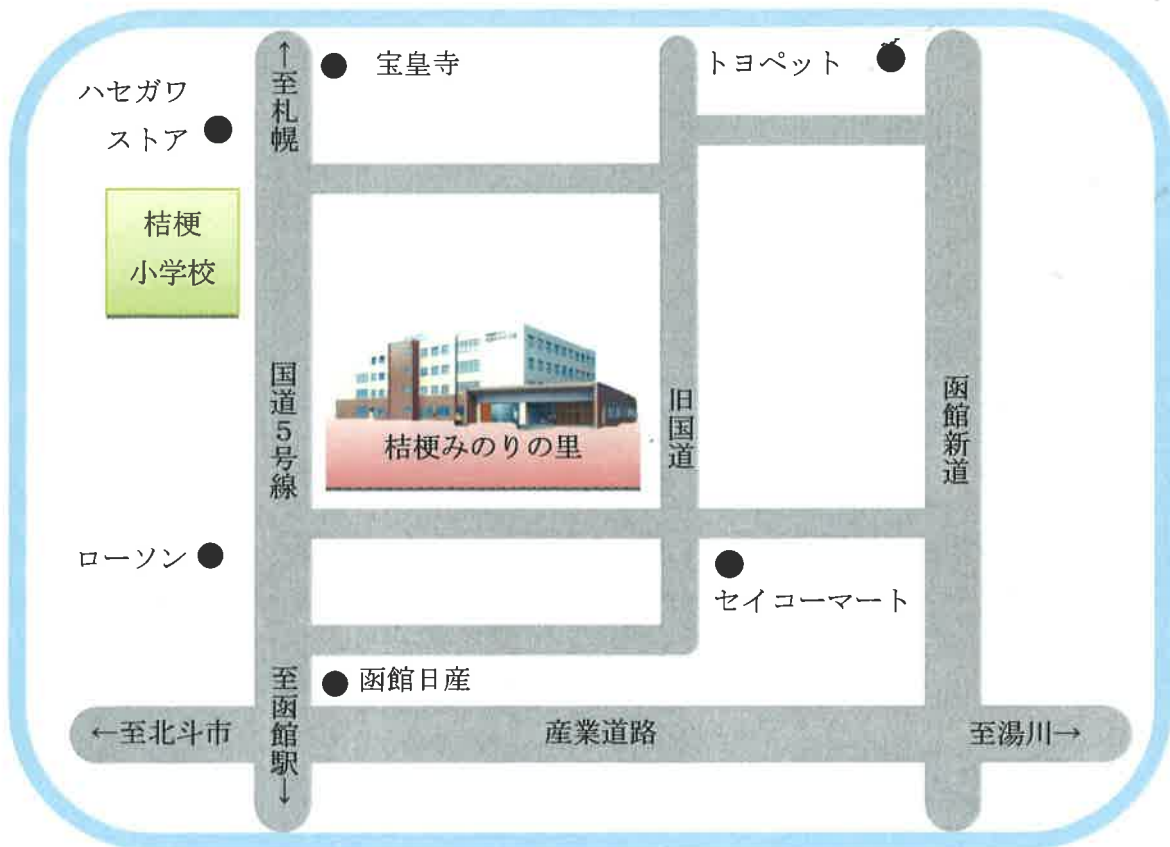 ↑至札幌
宝皇寺
トヨペット
ハセガワ
ストア
桔梗
小学校
国道5号線
旧国道
函館新道
桔梗みのりの里
ローソン
セイコーマート
至函館駅↓
函館日産
←至北斗市
産業道路
至湯川→